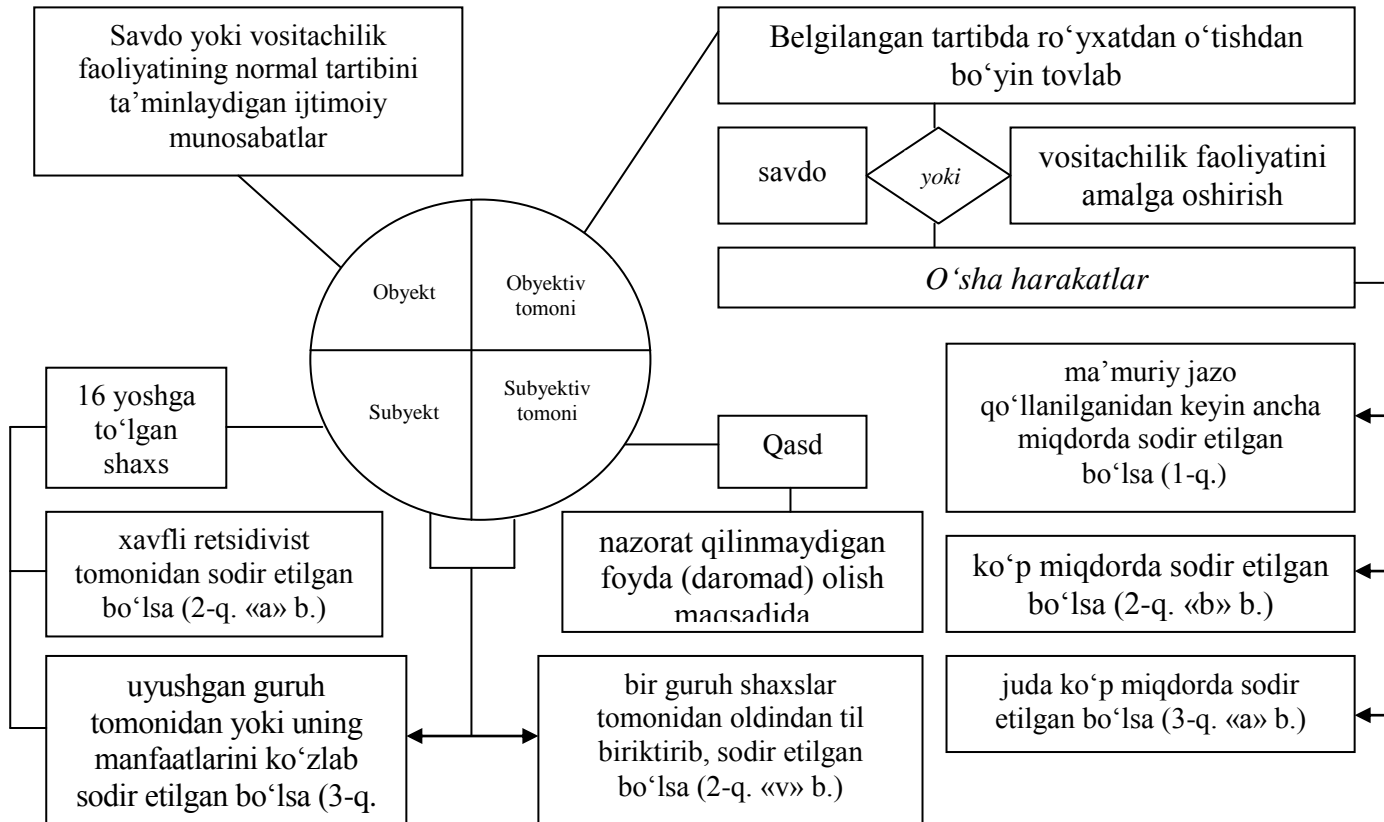 Savdo yoki vositachilik
faoliyatining normal tartibini
ta’minlaydigan ijtimoiy
munosabatlar
Belgilangan tartibda ro‘yxatdan o‘tishdan
bo‘yin tovlab
savdo
yoki
vositachilik faoliyatini
amalga oshirish
O‘sha harakatlar
Obyekt
Obyektiv
tomoni
Subyekt
Subyektiv
tomoni
16 yoshga
to‘lgan
shaxs
Qasd
ma’muriy jazo
qo‘llanilganidan keyin ancha
miqdorda sodir etilgan
bo‘lsa (1-q.)
xavfli retsidivist
tomonidan sodir etilgan
bo‘lsa (2-q. «a» b.)
nazorat qilinmaydigan
foyda (daromad) olish
maqsadida
ko‘p miqdorda sodir etilgan
bo‘lsa (2-q. «b» b.)
uyushgan guruh
tomonidan yoki uning
manfaatlarini ko‘zlab
sodir etilgan bo‘lsa (3-q.
bir guruh shaxslar
tomonidan oldindan til
biriktirib, sodir etilgan
bo‘lsa (2-q. «v» b.)
juda ko‘p miqdorda sodir
etilgan bo‘lsa (3-q. «a» b.)